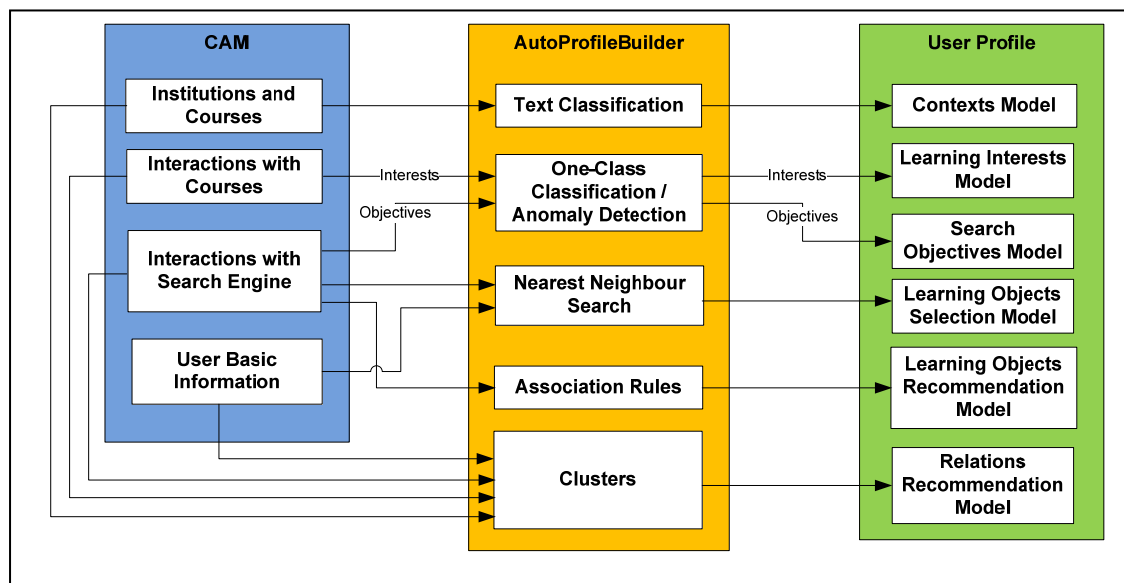 CAM
Institutions and
Courses
Interactions with
Courses
Interactions with
Search Engine
User Basic
Information
Interests
Objectives
AutoProfileBuilder
Text Classification
One-Class
Classification /
Anomaly Detection
Nearest Neighbour
Search
Association Rules
Clusters
Interests
Objectives
User Profile
Contexts Model
Learning Interests
Model
Search
Objectives Model
Learning Objects
Selection Model
Learning Objects
Recommendation
Model
Relations
Recommendation
Model